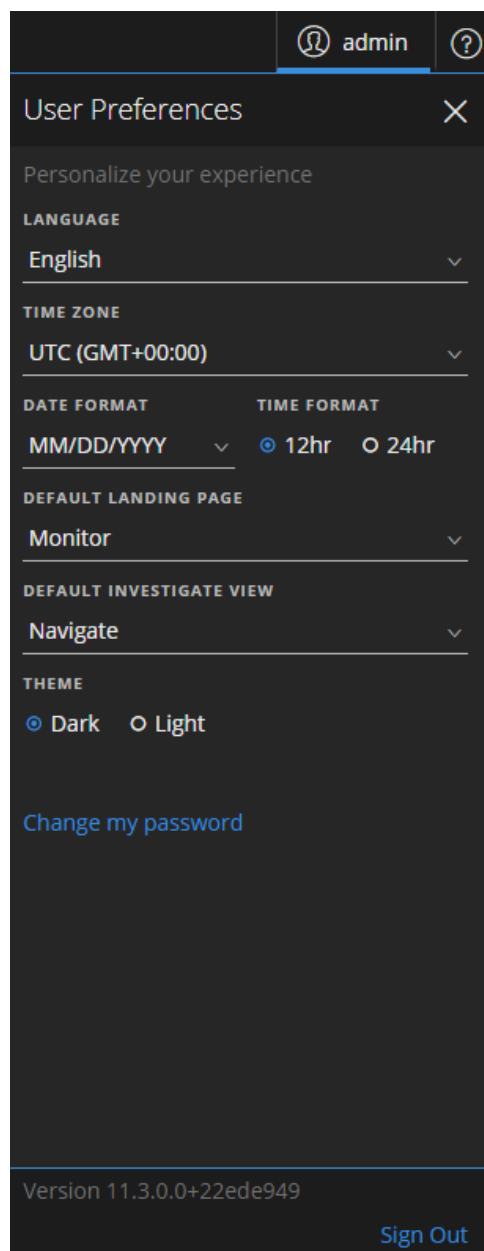 admin
User Preferences
Personalize your experience
LANGUAGE
English
TIME ZONE
UTC (GMT+00:00)
DATE FORMAT TIME FORMAT
MM/DD/YYYY 12hr 24hr
DEFAULT LANDING PAGE
Monitor
DEFAULT INVESTIGATE VIEW
Navigate
THEME
Dark Light
Change my password
Version 11.3.0.0+22ede949
Sign Out